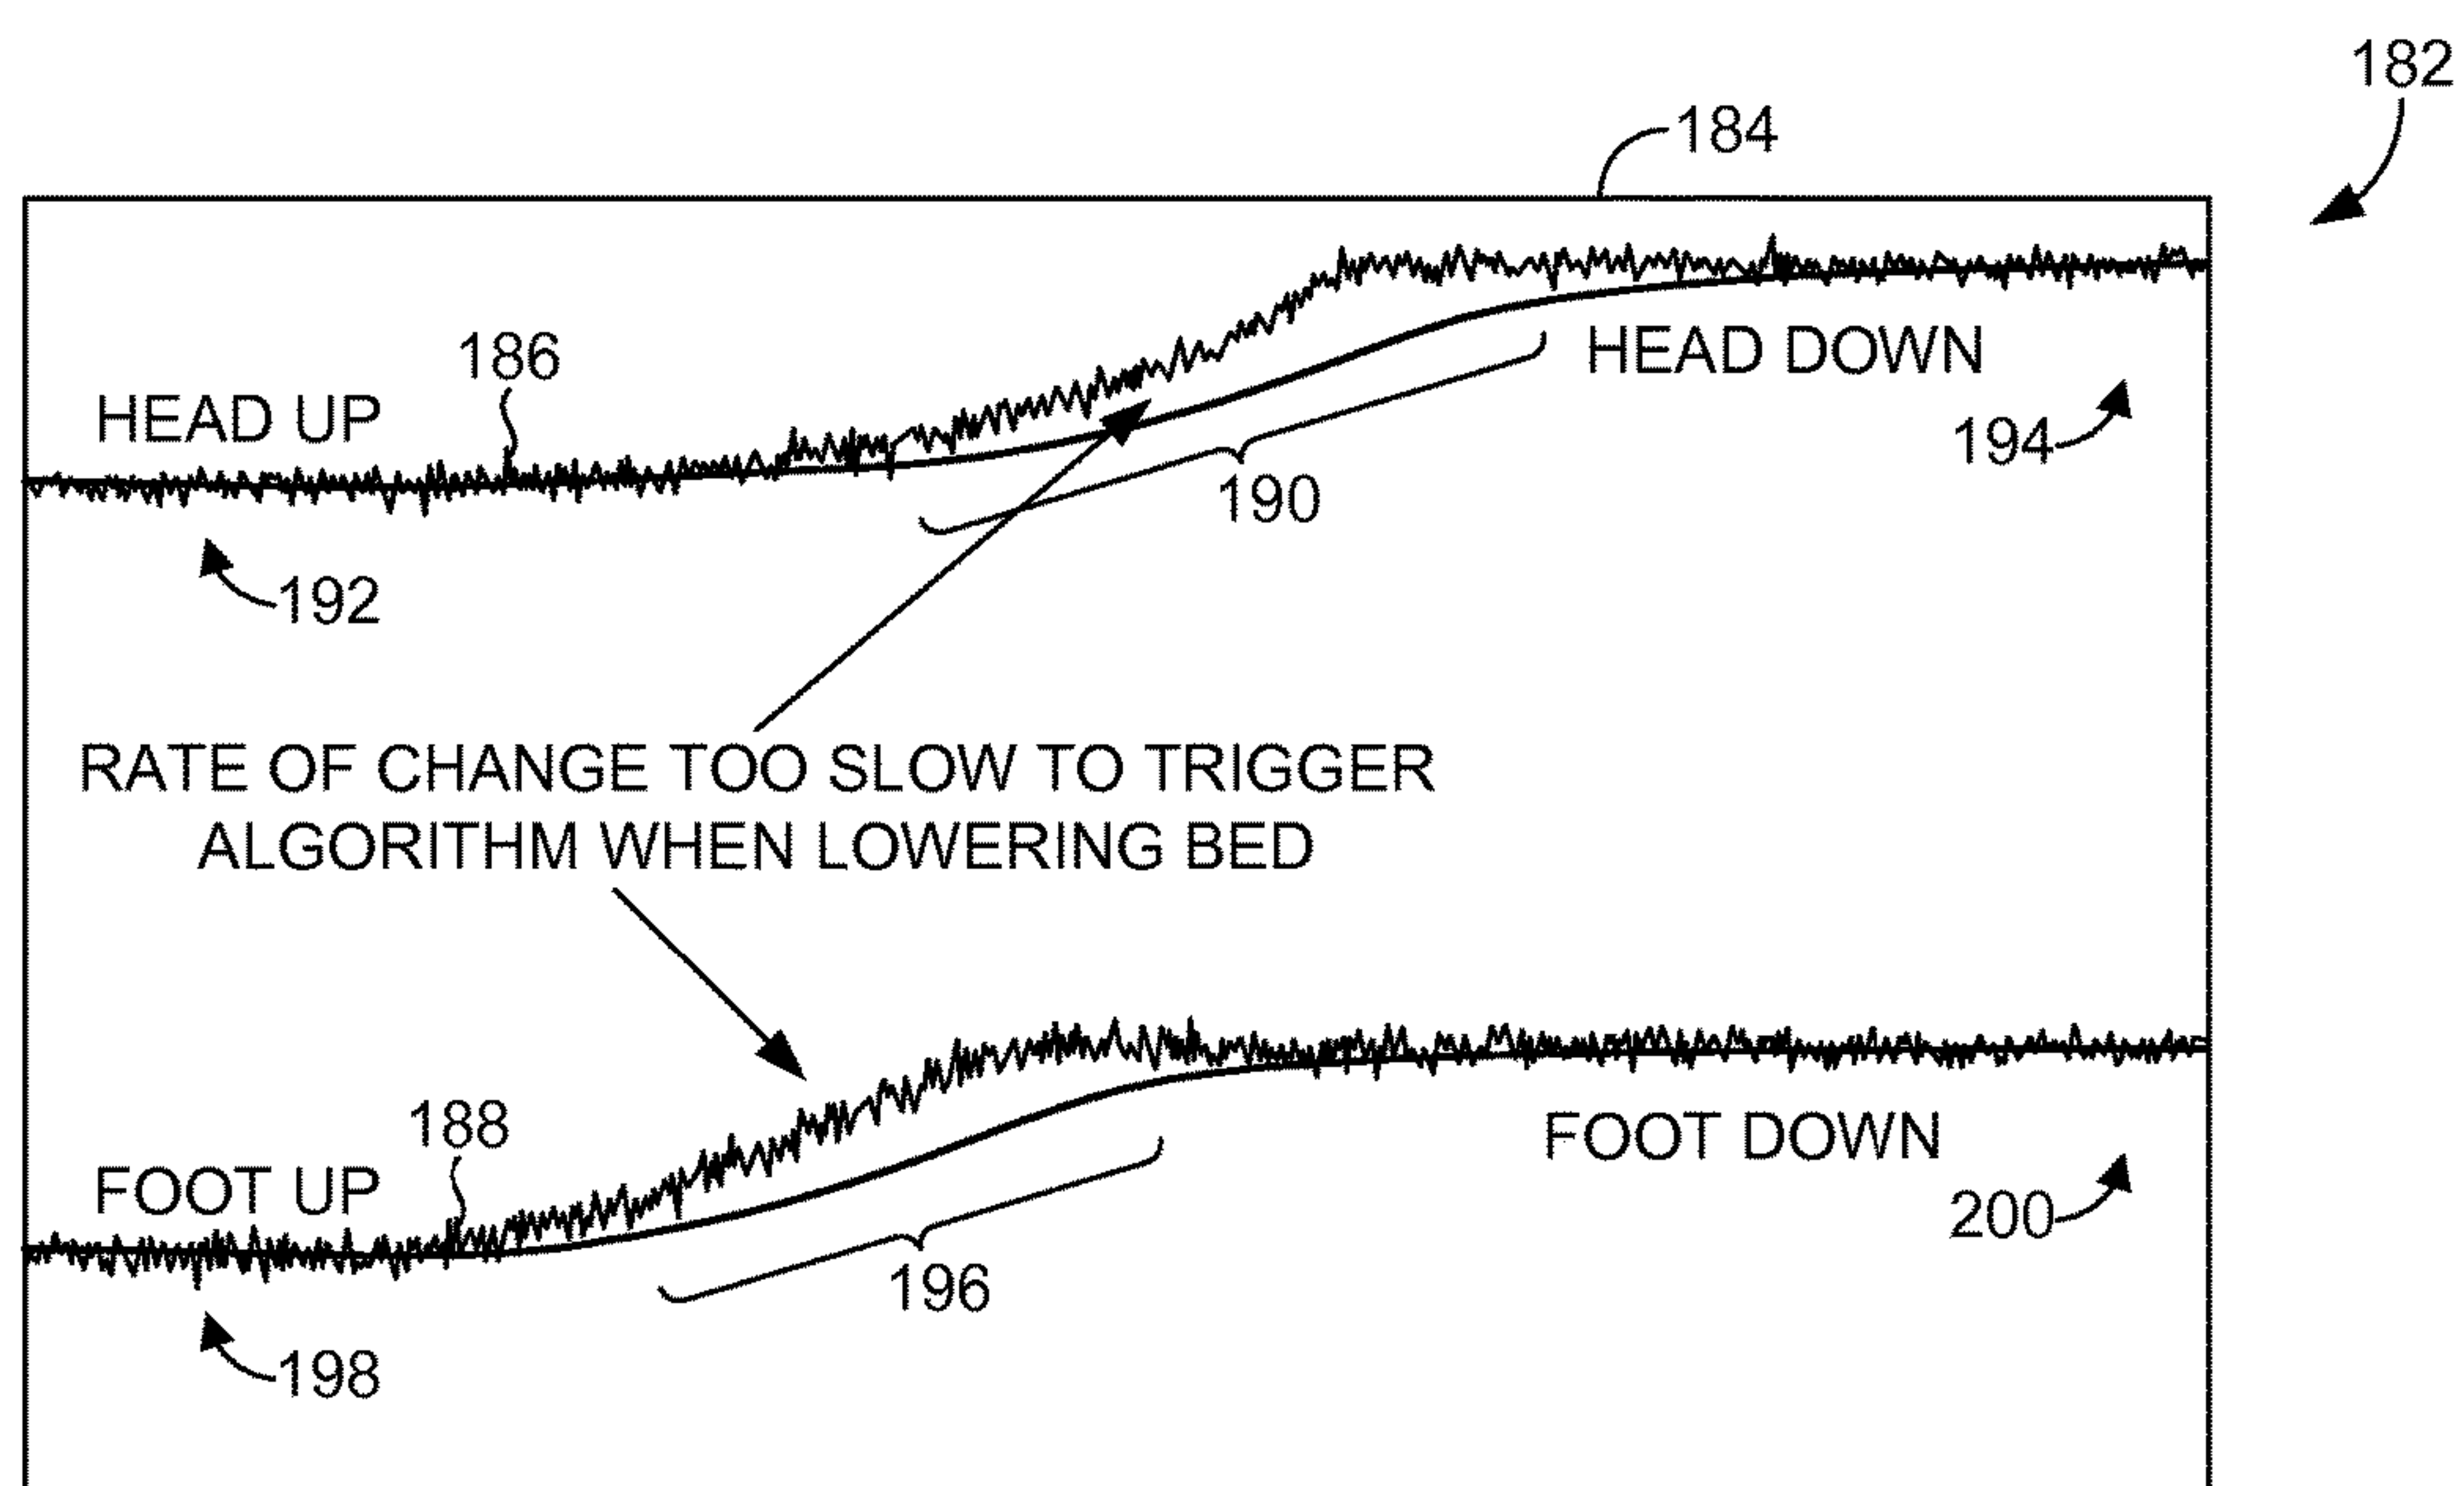 182
184
186
HEAD UP
HEAD DOWN
194
190
192
RATE OF CHANGE TOO SLOW TO TRIGGER
ALGORITHM WHEN LOWERING BED
188
FOOT UP
FOOT DOWN
200
196
198